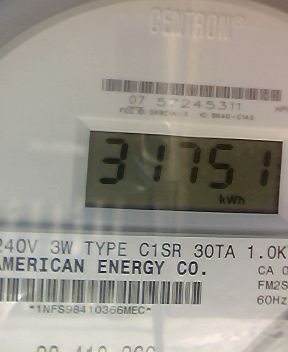 CENTRON®
07 57245311
31751
kWh
240V 3W TYPE C1SR 30TA 1.0K
AMERICAN ENERGY CO.
CA 0
FM2S
60Hz
*1NFS98410366MEC*